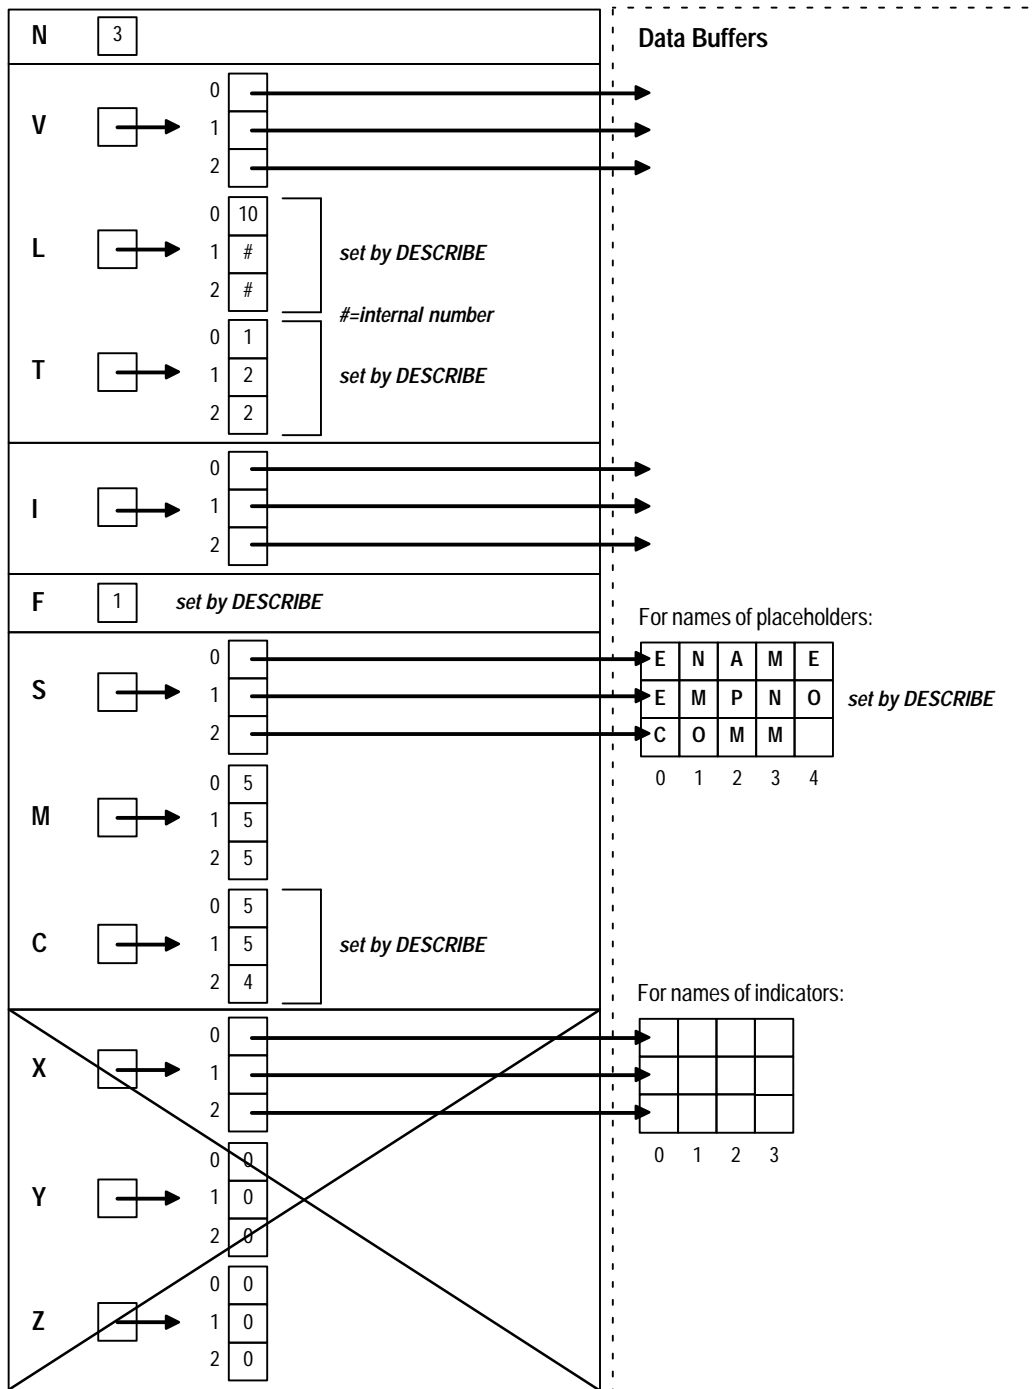 N 3
Data Buffers
0
V 1
2
0 10
L 1 # set by DESCRIBE
2 #
#=internal number
0 1
T 1 2 set by DESCRIBE
2 2
0
I 1
2
F 1 set by DESCRIBE
For names of placeholders:
0 E N A M E
S 1 E M P N O set by DESCRIBE
2 C O M M
0 1 2 3 4
0 5
M 1 5
2 5
0 5
C 1 5 set by DESCRIBE
2 4
For names of indicators:
0
X 1
2
0 1 2 3
0 0
Y 1 0
2 0
0 0
Z 1 0
2 0